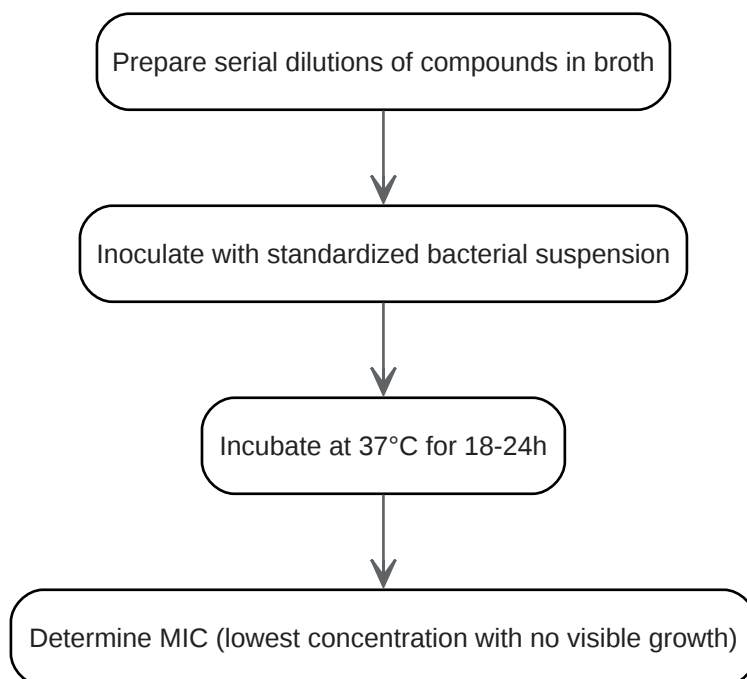 Prepare serial dilutions of compounds in broth
Inoculate with standardized bacterial suspension
Incubate at 37°C for 18-24h
Determine MIC (lowest concentration with no visible growth)